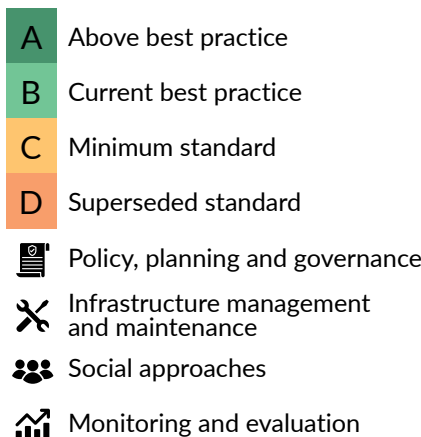 A Above best practice
B Current best practice
C Minimum standard
D Superseded standard
Policy, planning and governance
Infrastructure management
and maintenance
Social approaches
Monitoring and evaluation